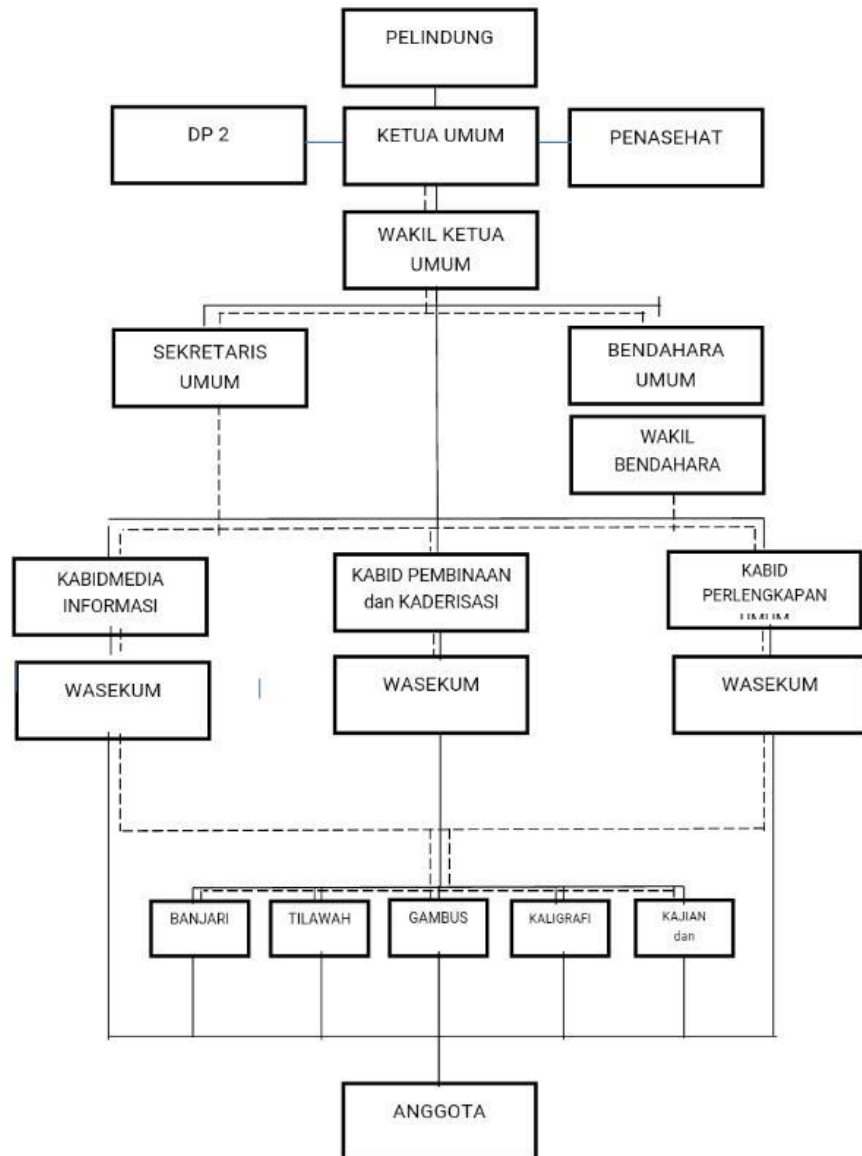 PELINDUNG
DP 2
KETUA UMUM
PENASEHAT
WAKIL KETUA
UMUM
SEKRETARIS
UMUM
BENDAHARA
UMUM
WAKIL
BENDAHARA
KABIDMEDIA
INFORMASI
KABID PEMBINAAN
dan KADERISASI
KABID
PERLENGKAPAN
UMUM
WASEKUM
WASEKUM
WASEKUM
BANJARI
TILAWAH
GAMBUS
KALIGRAFI
KAJIAN
dan
ANGGOTA